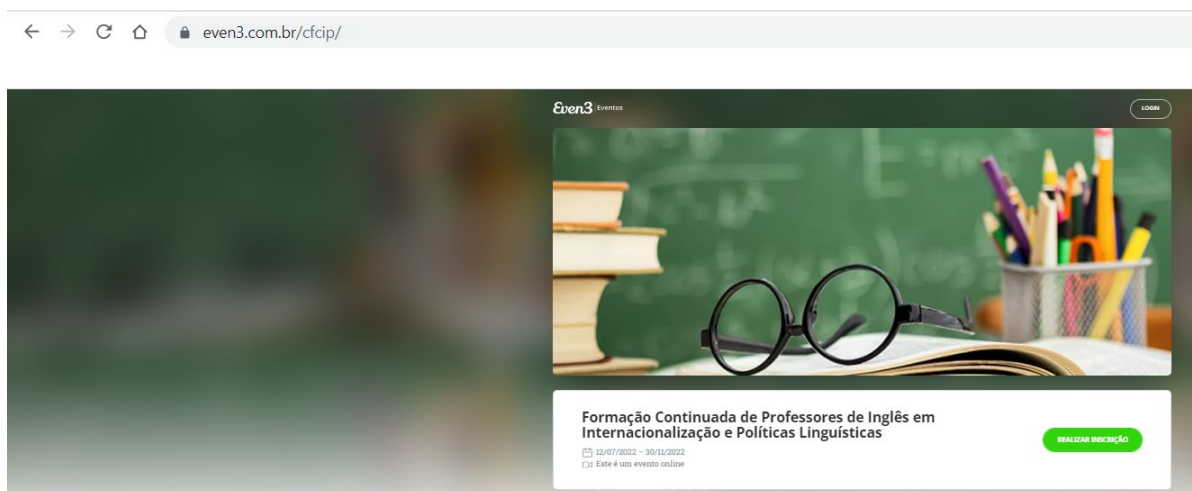 even3.com.br/cfcip/
Even3 Eventos
LOGIN
Formação Continuada de Professores de Inglês em
Internacionalização e Políticas Linguísticas
REALIZAR INSCRIÇÃO
12/07/2022 - 30/11/2022
Este é um evento online